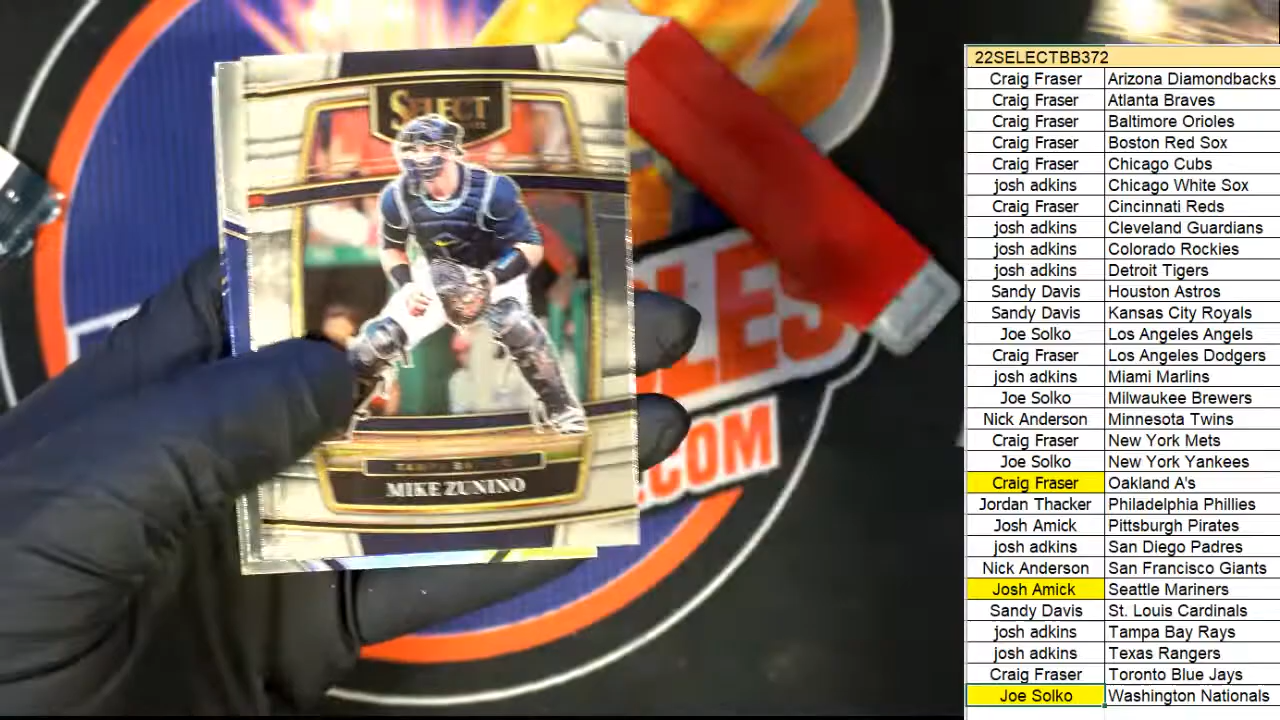 SELECT
TAMPA BAY
MIKE ZUNINO
CLES
.COM
22SELECTBB372
Craig Fraser Arizona Diamondbacks
Craig Fraser Atlanta Braves
Craig Fraser Baltimore Orioles
Craig Fraser Boston Red Sox
Craig Fraser Chicago Cubs
josh adkins Chicago White Sox
Craig Fraser Cincinnati Reds
josh adkins Cleveland Guardians
josh adkins Colorado Rockies
josh adkins Detroit Tigers
Sandy Davis Houston Astros
Sandy Davis Kansas City Royals
Joe Solko Los Angeles Angels
Craig Fraser Los Angeles Dodgers
josh adkins Miami Marlins
Joe Solko Milwaukee Brewers
Nick Anderson Minnesota Twins
Craig Fraser New York Mets
Joe Solko New York Yankees
Craig Fraser Oakland A's
Jordan Thacker Philadelphia Phillies
Josh Amick Pittsburgh Pirates
josh adkins San Diego Padres
Nick Anderson San Francisco Giants
Josh Amick Seattle Mariners
Sandy Davis St. Louis Cardinals
josh adkins Tampa Bay Rays
josh adkins Texas Rangers
Craig Fraser Toronto Blue Jays
Joe Solko Washington Nationals